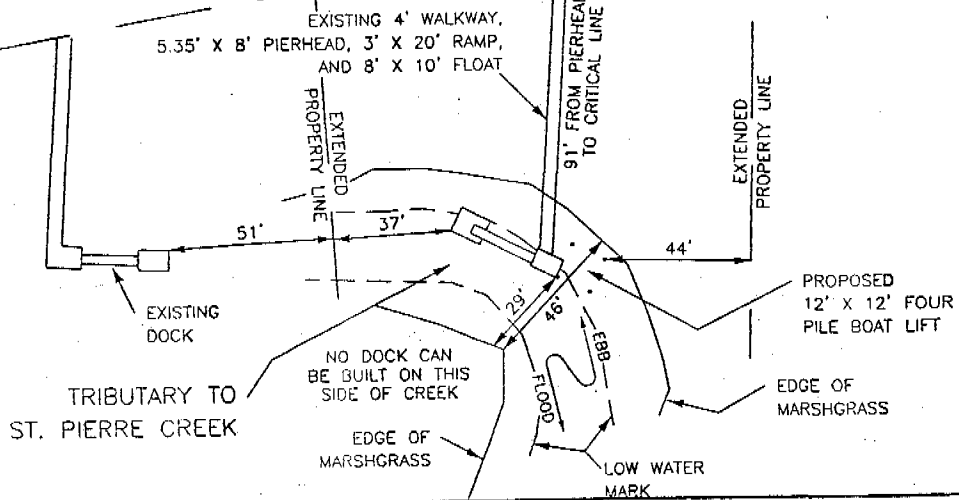 EXISTING 4' WALKWAY,
5.35' X 8' PIERHEAD, 3' X 20' RAMP,
AND 8' X 10' FLOAT
91' FROM PIERHEAD
TO CRITICAL LINE
EXTENDED
PROPERTY LINE
EXTENDED
PROPERTY LINE
51'
37'
44'
29'
46'
EXISTING
DOCK
PROPOSED
12' X 12' FOUR
PILE BOAT LIFT
NO DOCK CAN
BE BUILT ON THIS
SIDE OF CREEK
EBB
FLOOD
TRIBUTARY TO
ST. PIERRE CREEK
EDGE OF
MARSHGRASS
EDGE OF
MARSHGRASS
LOW WATER
MARK